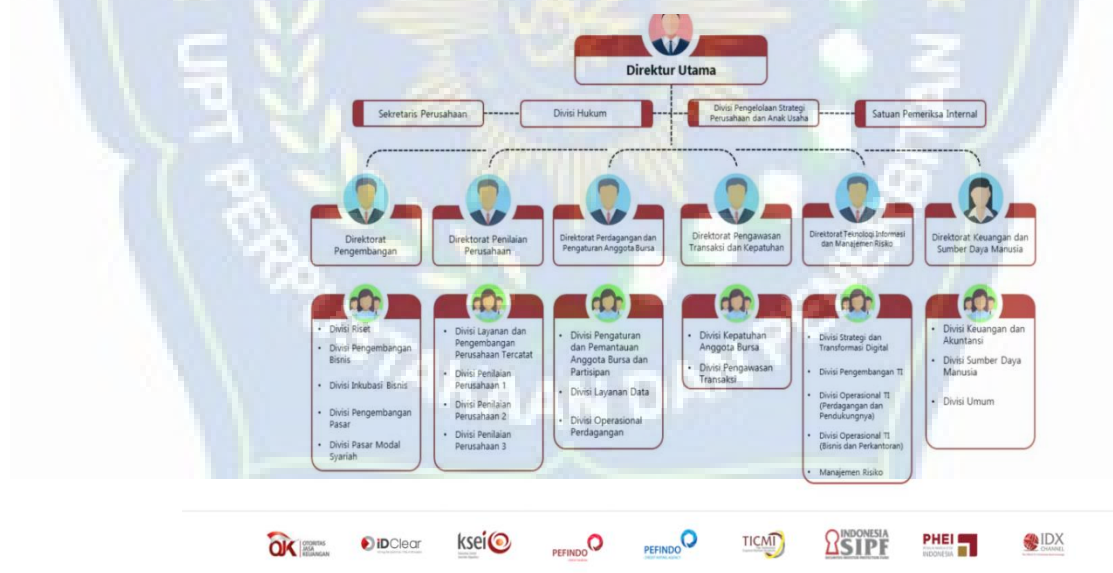 Direktur Utama
Sekretaris Perusahaan
Divisi Hukum
Divisi Pengelolaan Strategi
Perusahaan dan Anak Usaha
Satuan Pemeriksa Internal
Direktorat
Pengembangan
Direktorat Penilaian
Perusahaan
Direktorat Perdagangan dan
Pengaturan Anggota Bursa
Direktorat Pengawasan
Transaksi dan Kepatuhan
Direktorat Teknologi Informasi
dan Manajemen Risiko
Direktorat Keuangan dan
Sumber Daya Manusia
• Divisi Riset
• Divisi Pengembangan
Bisnis
• Divisi Inkubasi Bisnis
• Divisi Pengembangan
Pasar
• Divisi Pasar Modal
Syariah
• Divisi Layanan dan
Pengembangan
Perusahaan Tercatat
• Divisi Penilaian
Perusahaan 1
• Divisi Penilaian
Perusahaan 2
• Divisi Penilaian
Perusahaan 3
• Divisi Pengaturan
dan Pemantauan
Anggota Bursa dan
Partisipan
• Divisi Layanan Data
• Divisi Operasional
Perdagangan
• Divisi Kepatuhan
Anggota Bursa
• Divisi Pengawasan
Transaksi
• Divisi Strategi dan
Transformasi Digital
• Divisi Pengembangan TI
• Divisi Operasional TI
(Perdagangan dan
Pendukungnya)
• Divisi Operasional TI
(Bisnis dan Perkantoran)
• Manajemen Risiko
• Divisi Keuangan dan
Akuntansi
• Divisi Sumber Daya
Manusia
• Divisi Umum
UPT PERP
OTORITAS
JASA
KEUANGAN
iDClear
ksei
PEFINDO
PEFINDO
TICMI
INDONESIA
SIPF
PHEI
INDONESIA
IDX
CHANNEL